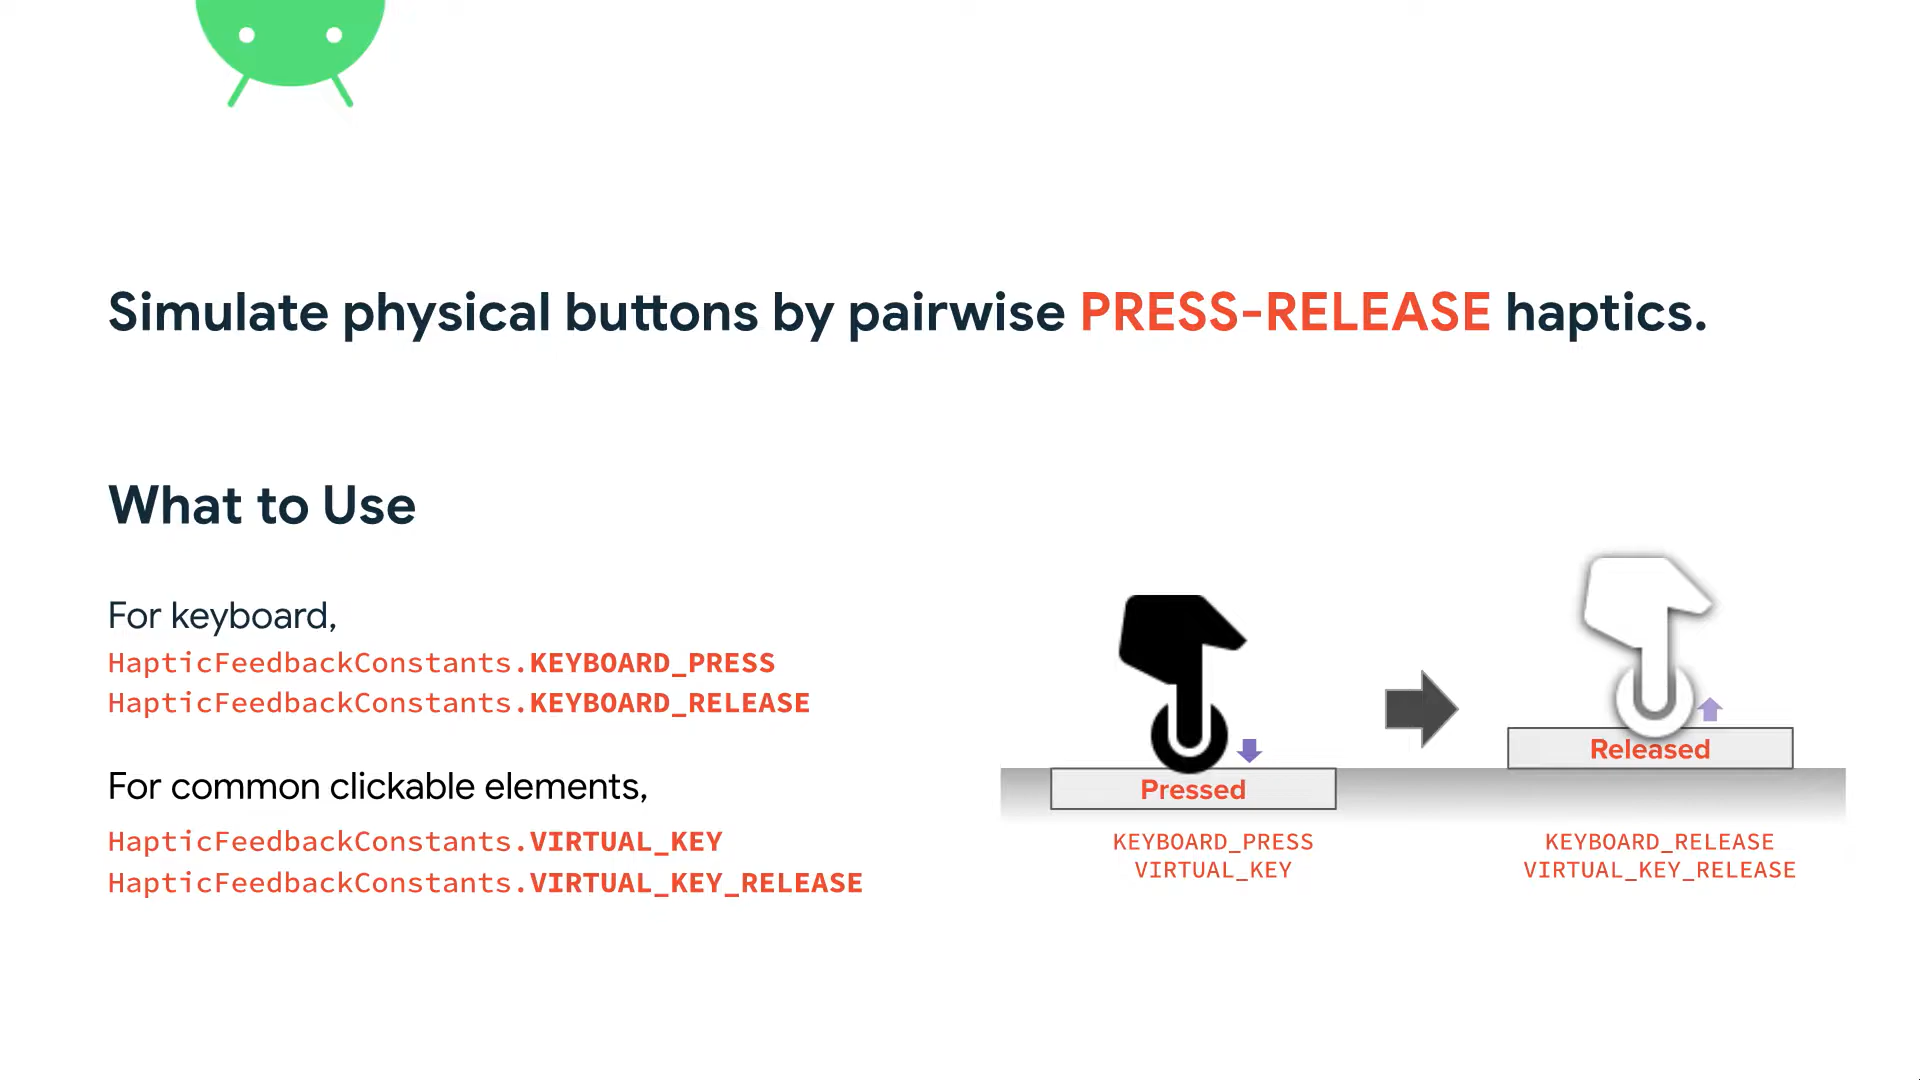 Simulate physical buttons by pairwise PRESS-RELEASE haptics.
What to Use
For keyboard,
HapticFeedbackConstants.KEYBOARD_PRESS
HapticFeedbackConstants.KEYBOARD_RELEASE
For common clickable elements,
HapticFeedbackConstants.VIRTUAL_KEY
HapticFeedbackConstants.VIRTUAL_KEY_RELEASE
Pressed
KEYBOARD_PRESS
VIRTUAL_KEY
Released
KEYBOARD_RELEASE
VIRTUAL_KEY_RELEASE